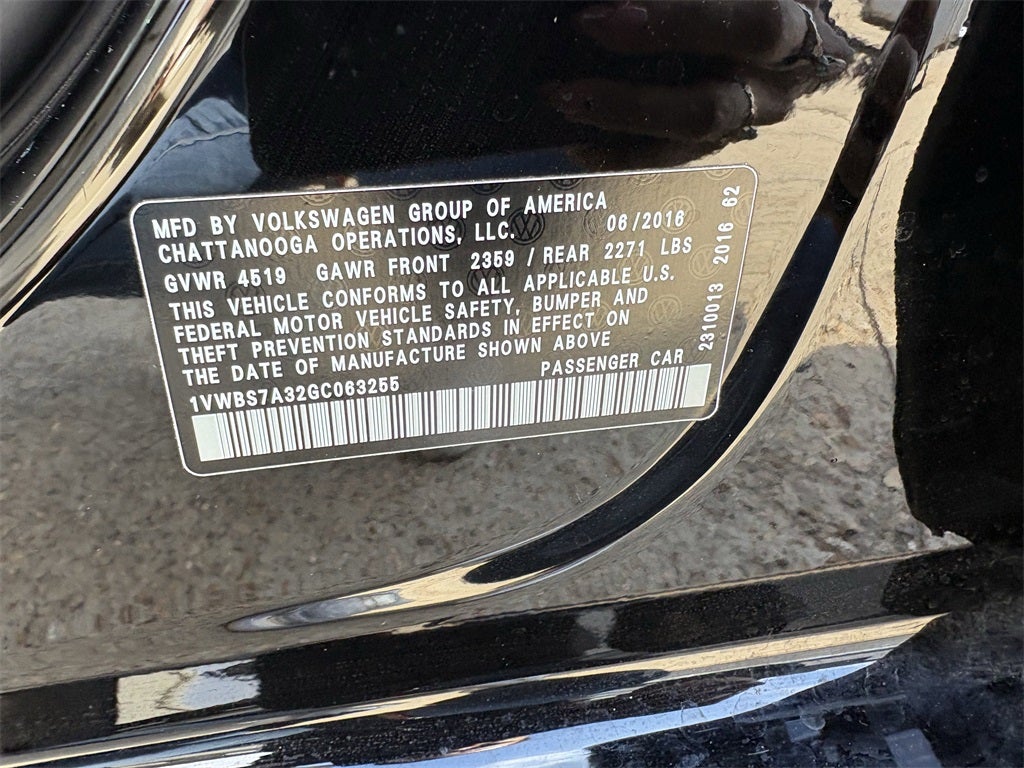 MFD BY VOLKSWAGEN GROUP OF AMERICA
CHATTANOOGA OPERATIONS, LLC. 06/2016
GVWR 4519 GAWR FRONT 2359 / REAR 2271 LBS
THIS VEHICLE CONFORMS TO ALL APPLICABLE U.S.
FEDERAL MOTOR VEHICLE SAFETY, BUMPER AND
THEFT PREVENTION STANDARDS IN EFFECT ON
THE DATE OF MANUFACTURE SHOWN ABOVE
1VWBS7A32GC063255 PASSENGER CAR
2310013 2016 62